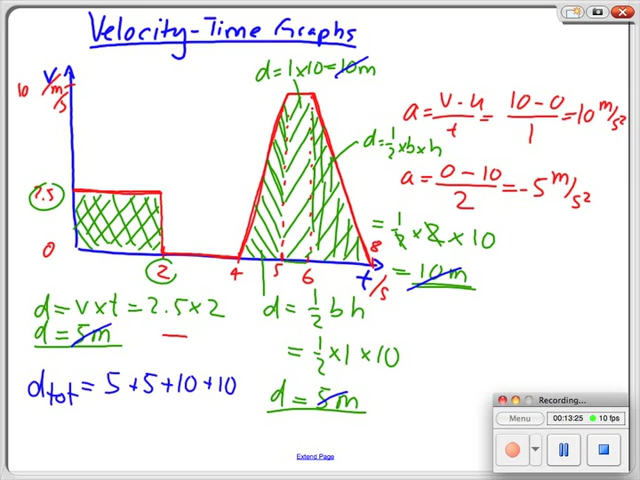 Velocity-Time Graphs
v
m/s
10
d = 1x10 = 10m
a = v-u/t = 10-0/1 = 10 m/s²
d = 1/2 x b x h
a = 0-10/2 = -5 m/s²
2.5
= 1/2 x 2 x 10
0
2
4
5
6
8
t/s
= 10m
d = v x t = 2.5 x 2
d = 5m
d = 1/2 b h
= 1/2 x 1 x 10
d = 5m
dtot = 5 + 5 + 10 + 10
Recording...
Menu
00:13:25
10 fps
Extend Page